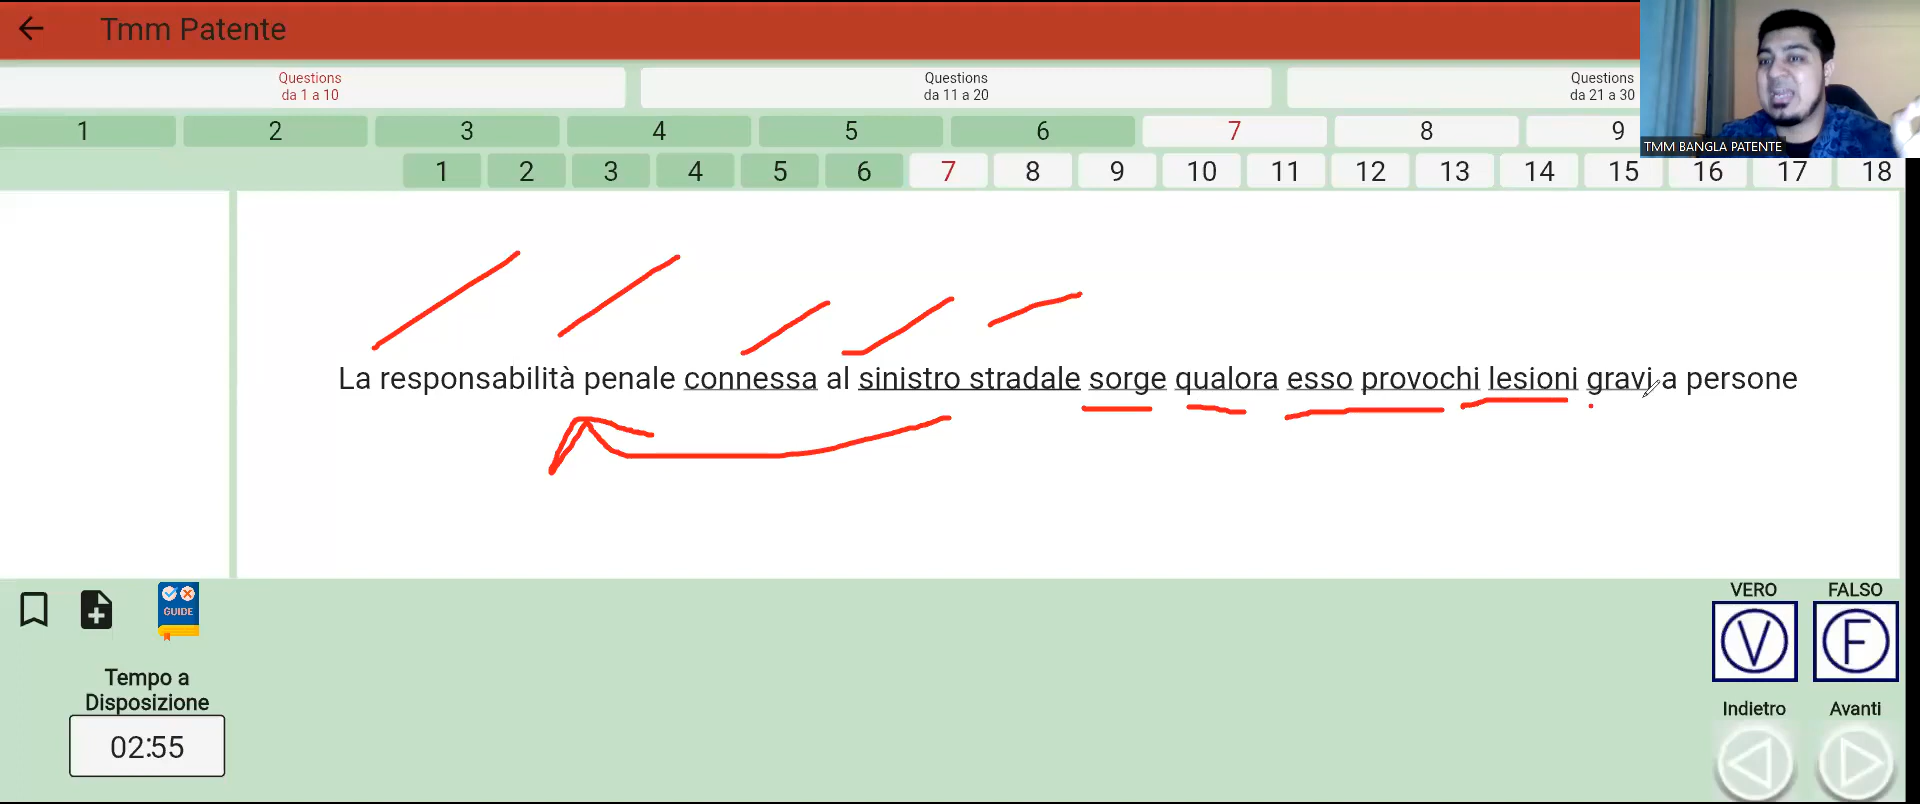 Tmm Patente
Questions
da 1 a 10
Questions
da 11 a 20
Questions
da 21 a 30
1 2 3 4 5 6 7 8 9
TMM BANGLA PATENTE
1 2 3 4 5 6 7 8 9 10 11 12 13 14 15 16 17 18
La responsabilità penale connessa al sinistro stradale sorge qualora esso provochi lesioni gravi a persone
GUIDE
VERO FALSO
V F
Tempo a
Disposizione
02:55
Indietro Avanti